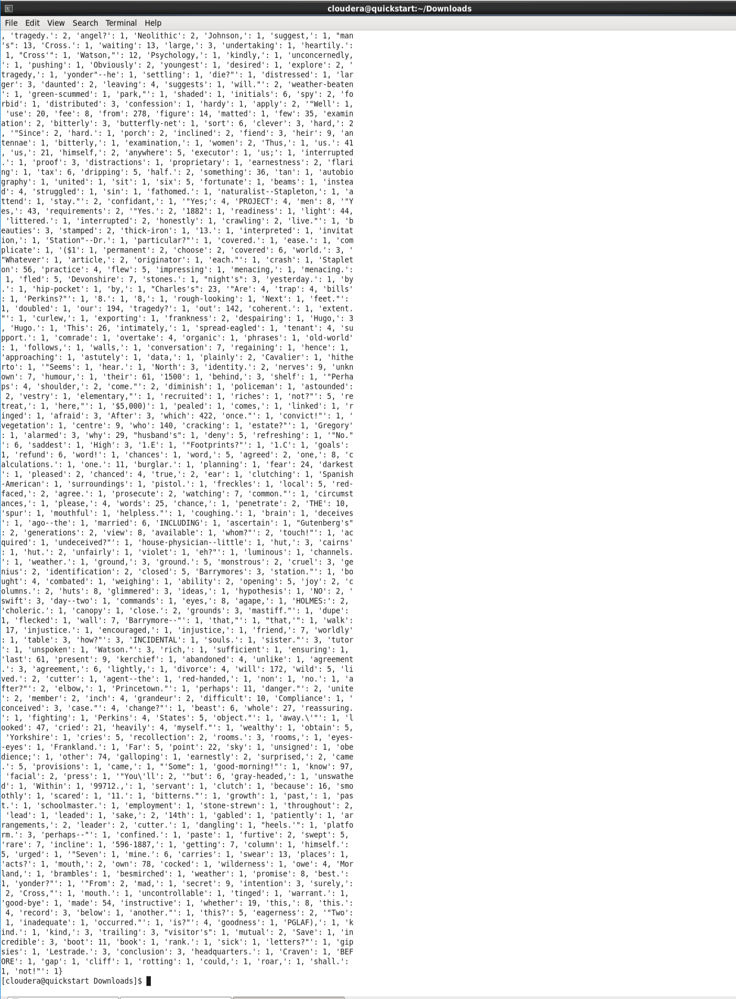 cloudera@quickstart:~/Downloads
File Edit View Search Terminal Help
, 'tragedy.': 2, 'angel?': 1, 'Neolithic': 2, 'Johnson,': 1, 'suggest,': 1, "man
's": 13, 'Cross.': 1, 'waiting': 13, 'large,': 3, 'undertaking': 1, 'heartily.':
 1, "Cross'": 1, 'Watson,"': 12, 'Psychology,': 1, 'kindly,': 1, 'unconcernedly,
': 1, 'pushing': 1, 'Obviously': 2, 'youngest': 1, 'desired': 1, 'explore': 2, '
tragedy,': 1, 'yonder"--he': 1, 'settling': 1, 'die?"': 1, 'distressed': 1, 'lar
ger': 3, 'daunted': 2, 'leaving': 4, 'suggests': 1, 'will."': 2, 'weather-beaten
': 1, 'green-scummed': 1, 'park,"': 1, 'shaded': 1, 'initials': 6, 'spy': 2, 'fo
rbid': 1, 'distributed': 3, 'confession': 1, 'hardy': 1, 'apply': 2, '"Well': 1,
 'use': 20, 'fee': 8, 'from': 278, 'figure': 14, 'matted': 1, 'few': 35, 'examin
ation': 2, 'bitterly': 3, 'butterfly-net': 1, 'sort': 6, 'clever': 3, 'hard,': 2
, '"Since': 2, 'hard.': 1, 'porch': 2, 'inclined': 2, 'fiend': 3, 'heir': 9, 'an
tennae': 1, 'bitterly,': 1, 'examination,': 1, 'women': 2, 'Thus,': 1, 'us.': 41
, 'us,': 21, 'himself,': 2, 'anywhere': 5, 'executor': 1, 'us;': 1, 'interrupted
.': 1, 'proof': 3, 'distractions': 1, 'proprietary': 1, 'earnestness': 2, 'flari
ng': 1, 'tax': 6, 'dripping': 5, 'half.': 2, 'something': 36, 'tan': 1, 'autobio
graphy': 1, 'united': 1, 'sit': 1, 'six': 5, 'fortunate': 1, 'beams': 1, 'instea
d': 4, 'struggled': 1, 'sin': 1, 'fathomed.': 1, 'naturalist--Stapleton,': 1, 'a
ttend': 1, 'stay."': 2, 'confidant,': 1, '"Yes;': 4, 'PROJECT': 4, 'men': 8, '"Y
es,': 43, 'requirements': 2, '"Yes.': 2, '1882': 1, 'readiness': 1, 'light': 44,
 'littered.': 1, 'interrupted': 2, 'honestly': 1, 'crawling': 2, 'live."': 1, 'b
eauties': 3, 'stamped': 2, 'thick-iron': 1, '13.': 1, 'interpreted': 1, 'invitat
ion,': 1, 'Station"--Dr.': 1, 'particular?"': 1, 'covered.': 1, 'ease.': 1, 'com
plicate': 1, '($1': 1, 'permanent': 2, 'choose': 2, 'covered': 6, 'world.': 3, '
"Whatever': 1, 'article,': 2, 'originator': 1, 'each."': 1, 'crash': 1, 'Staplet
on': 56, 'practice': 4, 'flew': 5, 'impressing': 1, 'menacing,': 1, 'menacing.':
 1, 'fled': 5, 'Devonshire': 7, 'stones.': 1, "night's": 3, 'yesterday.': 1, 'by
.': 1, 'hip-pocket': 1, 'by,': 1, "Charles's": 23, '"Are': 4, 'trap': 4, 'bills'
: 1, 'Perkins?"': 1, '8.': 1, '8,': 1, 'rough-looking': 1, 'Next': 1, 'feet."':
1, 'doubled': 1, 'our': 194, 'tragedy?': 1, 'out': 142, 'coherent.': 1, 'extent.
"': 1, 'curlew,': 1, 'exporting': 1, 'frankness': 2, 'despairing': 1, 'Hugo,': 3
, 'Hugo.': 1, 'This': 26, 'intimately,': 1, 'spread-eagled': 1, 'tenant': 4, 'su
pport.': 1, 'comrade': 1, 'overtake': 4, 'organic': 1, 'phrases': 1, 'old-world'
: 1, 'follows,': 1, 'walls,': 1, 'conversation': 7, 'regaining': 1, 'hence': 1,
'approaching': 1, 'astutely': 1, 'data,': 1, 'plainly': 2, 'Cavalier': 1, 'hithe
rto': 1, '"Seems': 1, 'hear.': 1, 'North': 3, 'identity.': 2, 'nerves': 9, 'unkn
own': 7, 'humour,': 1, 'their': 61, '1500': 1, 'behind,': 3, 'shelf': 1, '"Perha
ps': 4, 'shoulder,': 2, 'come."': 2, 'diminish': 1, 'policeman': 1, 'astounded':
 2, 'vestry': 1, 'elementary,"': 1, 'recruited': 1, 'riches': 1, 'not?"': 5, 're
treat,': 1, 'here,"': 1, '$5,000)': 1, 'pealed': 1, 'comes,': 1, 'linked': 1, 'r
inged': 1, 'afraid': 3, 'After': 3, 'which': 422, 'once."': 1, 'convict!"': 1, '
vegetation': 1, 'centre': 9, 'who': 140, 'cracking': 1, 'estate?"': 1, 'Gregory'
: 1, 'alarmed': 3, 'why': 29, "husband's": 1, 'deny': 5, 'refreshing': 1, '"No."
': 6, 'saddest': 1, 'High': 3, '1.E': 1, '"Footprints?"': 1, '1.C': 1, 'goals':
1, 'refund': 6, 'word!': 1, 'chances': 1, 'word,': 5, 'agreed': 2, 'one,': 8, 'c
alculations.': 1, 'one.': 11, 'burglar.': 1, 'planning': 1, 'fear': 24, 'darkest
': 1, 'pleased': 2, 'chanced': 4, 'true,': 2, 'ear': 1, 'clutching': 1, 'Spanish
-American': 1, 'surroundings': 1, 'pistol.': 1, 'freckles': 1, 'local': 5, 'red-
faced,': 2, 'agree.': 1, 'prosecute': 2, 'watching': 7, 'common."': 1, 'circumst
ances,': 1, 'please,': 4, 'words': 25, 'chance,': 1, 'penetrate': 2, 'THE': 10,
'spur': 1, 'mouthful': 1, 'helpless."': 1, 'coughing.': 1, 'brain': 1, 'deceives
': 1, 'ago--the': 1, 'married': 6, 'INCLUDING': 1, 'ascertain': 1, "Gutenberg's"
: 2, 'generations': 2, 'view': 8, 'available': 1, 'whom?"': 2, 'touch!"': 1, 'ac
quired': 1, 'undeceived?"': 1, 'house-physician--little': 1, 'hut,': 3, 'cairns'
: 1, 'hut.': 2, 'unfairly': 1, 'violet': 1, 'eh?"': 1, 'luminous': 1, 'channels.
': 1, 'weather.': 1, 'ground,': 3, 'ground.': 5, 'monstrous': 2, 'cruel': 3, 'ge
nius': 2, 'identification': 2, 'closed': 5, 'Barrymores': 3, 'station."': 1, 'bo
ught': 4, 'combated': 1, 'weighing': 1, 'ability': 2, 'opening': 5, 'joy': 2, 'c
olumns.': 2, 'huts': 8, 'glimmered': 3, 'ideas,': 1, 'hypothesis': 1, 'NO': 2, '
swift': 3, 'day--two': 1, 'commands': 1, 'eyes,': 8, 'agape,': 1, 'HOLMES:': 2,
'choleric.': 1, 'canopy': 1, 'close.': 2, 'grounds': 3, 'mastiff."': 1, 'dupe':
1, 'flecked': 1, 'wall': 7, 'Barrymore--"': 1, 'that,"': 1, "that,'": 1, 'walk':
 17, 'injustice.': 1, 'encouraged,': 1, 'injustice,': 1, 'friend,': 7, 'worldly'
: 1, 'table': 3, 'how?"': 3, 'INCIDENTAL': 1, 'souls.': 1, 'sister."': 3, 'tutor
': 1, 'unspoken': 1, 'Watson."': 3, 'rich,': 1, 'sufficient': 1, 'ensuring': 1,
'last': 61, 'present': 9, 'kerchief': 1, 'abandoned': 4, 'unlike': 1, 'agreement
.': 3, 'agreement,': 6, 'lightly,': 1, 'divorce': 4, 'will': 172, 'wild': 5, 'li
ved.': 2, 'cutter': 1, 'agent--the': 1, 'red-handed,': 1, 'non': 1, 'no.': 1, 'a
fter?"': 2, 'elbow,': 1, 'Princetown."': 1, 'perhaps': 11, 'danger."': 2, 'unite
': 2, 'member': 2, 'inch': 4, 'grandeur': 2, 'difficult': 10, 'Compliance': 1, '
conceived': 3, 'case."': 4, 'change?"': 1, 'beast': 6, 'whole': 27, 'reassuring.
': 1, 'fighting': 1, 'Perkins': 4, 'States': 5, 'object."': 1, 'away.\'"': 1, 'l
ooked': 47, 'cried': 21, 'heavily': 4, 'myself."': 1, 'wealthy': 1, 'obtain': 5,
 'Yorkshire': 1, 'cries': 5, 'recollection': 2, 'rooms.': 3, 'rooms,': 1, 'eyes-
-eyes': 1, 'Frankland.': 1, 'Far': 5, 'point': 22, 'sky': 1, 'unsigned': 1, 'obe
dience;': 1, 'other': 74, 'galloping': 1, 'earnestly': 2, 'surprised,': 2, 'came
.': 5, 'provisions': 1, 'came,': 1, "'Some": 1, 'good-morning!"': 1, 'know': 97,
 'facial': 2, 'press': 1, '"You\'ll': 2, '"but': 6, 'gray-headed,': 1, 'unswathe
d': 1, 'Within': 1, '99712.,': 1, 'servant': 1, 'clutch': 1, 'because': 16, 'smo
othly': 1, 'scared': 1, '11.': 1, 'bitterns."': 1, 'growth': 1, 'past,': 1, 'pas
t.': 1, 'schoolmaster.': 1, 'employment': 1, 'stone-strewn': 1, 'throughout': 2,
 'lead': 1, 'leaded': 1, 'sake,': 2, '14th': 1, 'gabled': 1, 'patiently': 1, 'ar
rangements,': 2, 'leader': 2, 'cutter.': 1, 'dangling': 1, "heels.'": 1, 'platfo
rm.': 3, 'perhaps--"': 1, 'confined.': 1, 'paste': 1, 'furtive': 2, 'swept': 5,
'rare': 7, 'incline': 1, '596-1887,': 1, 'getting': 7, 'column': 1, 'himself.':
5, 'urged': 1, '"Seven': 1, 'mine.': 6, 'carries': 1, 'swear': 13, 'places': 1,
'acts?': 1, 'mouth,': 2, 'own': 78, 'cocked': 1, 'wilderness': 1, 'owe': 4, 'Mor
land,': 1, 'brambles': 1, 'besmirched': 1, 'weather': 1, 'promise': 8, 'best.':
1, 'yonder?"': 1, '"From': 2, 'mad,': 1, 'secret': 9, 'intention': 3, 'surely,':
 2, 'Cross,"': 1, 'mouth.': 1, 'uncontrollable': 1, 'tinged': 1, 'warrant.': 1,
'good-bye': 1, 'made': 54, 'instructive': 1, 'whether': 19, 'this,': 8, 'this.':
 4, 'record': 3, 'below': 1, 'another."': 1, 'this?': 5, 'eagerness': 2, '"Two':
 1, 'inadequate': 1, 'occurred."': 1, 'is?"': 4, 'goodness': 1, 'PGLAF),': 1, 'k
ind.': 1, 'kind,': 3, 'trailing': 3, "visitor's": 1, 'mutual': 2, 'Save': 1, 'in
credible': 3, 'boot': 11, 'book': 1, 'rank.': 1, 'sick': 1, 'letters?"': 1, 'gip
sies': 1, 'Lestrade.': 3, 'conclusion': 3, 'headquarters.': 1, 'Craven': 1, 'BEF
ORE': 1, 'gap': 1, 'cliff': 1, 'rotting': 1, 'could,': 1, 'roar,': 1, 'shall.':
1, 'not!"': 1}
[cloudera@quickstart Downloads]$